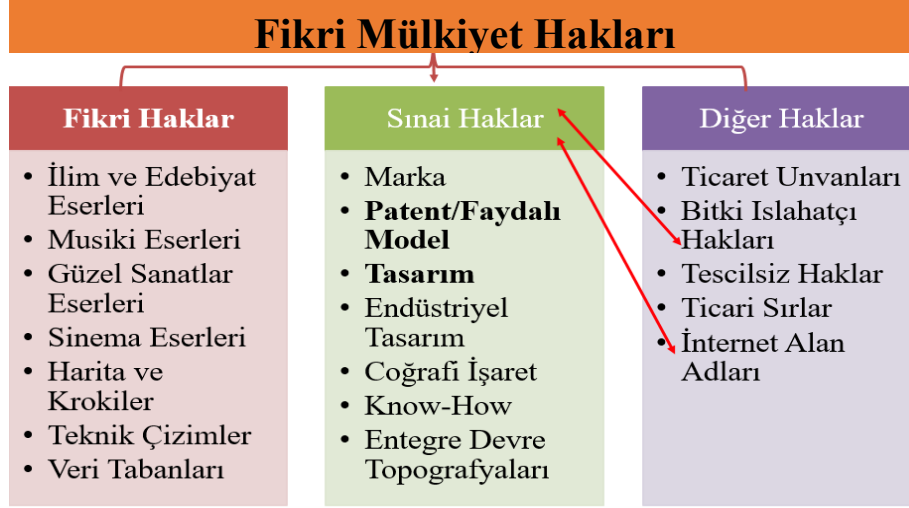 Fikri Mülkiyet Hakları
Fikri Haklar
• İlim ve Edebiyat
Eserleri
• Musiki Eserleri
• Güzel Sanatlar
Eserleri
• Sinema Eserleri
• Harita ve
Krokiler
• Teknik Çizimler
• Veri Tabanları
Sınai Haklar
• Marka
• Patent/Faydalı
Model
• Tasarım
• Endüstriyel
Tasarım
• Coğrafi İşaret
• Know-How
• Entegre Devre
Topografyaları
Diğer Haklar
• Ticaret Unvanları
• Bitki Islahatçı
Hakları
• Tescilsiz Haklar
• Ticari Sırlar
• İnternet Alan
Adları